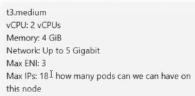 t3.medium
vCPU: 2 vCPUs
Memory: 4 GiB
Network: Up to 5 Gigabit
Max ENI: 3
Max IPs: 18 how many pods can we can have on
this node